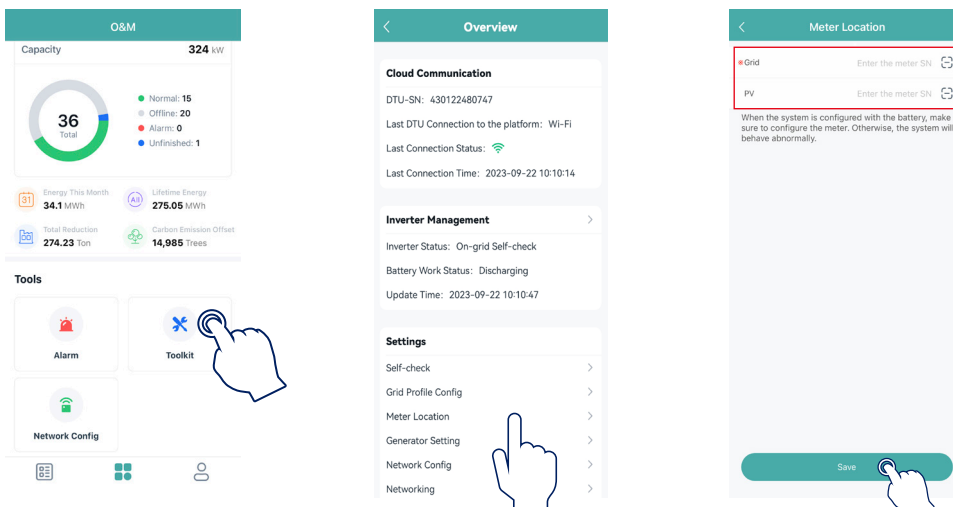 O&M
Capacity 324 kW
36
Total
Normal: 15
Offline: 20
Alarm: 0
Unfinished: 1
31
Energy This Month
34.1 MWh
All
Lifetime Energy
275.05 MWh
Total Reduction
274.23 Ton
Carbon Emission Offset
14,985 Trees
Tools
Alarm
Toolkit
Network Config
Overview
Cloud Communication
DTU-SN: 430122480747
Last DTU Connection to the platform: Wi-Fi
Last Connection Status:
Last Connection Time: 2023-09-22 10:10:14
Inverter Management
Inverter Status: On-grid Self-check
Battery Work Status: Discharging
Update Time: 2023-09-22 10:10:47
Settings
Self-check
Grid Profile Config
Meter Location
Generator Setting
Network Config
Networking
Meter Location
※Grid Enter the meter SN
PV Enter the meter SN
When the system is configured with the battery, make
sure to configure the meter. Otherwise, the system will
behave abnormally.
Save